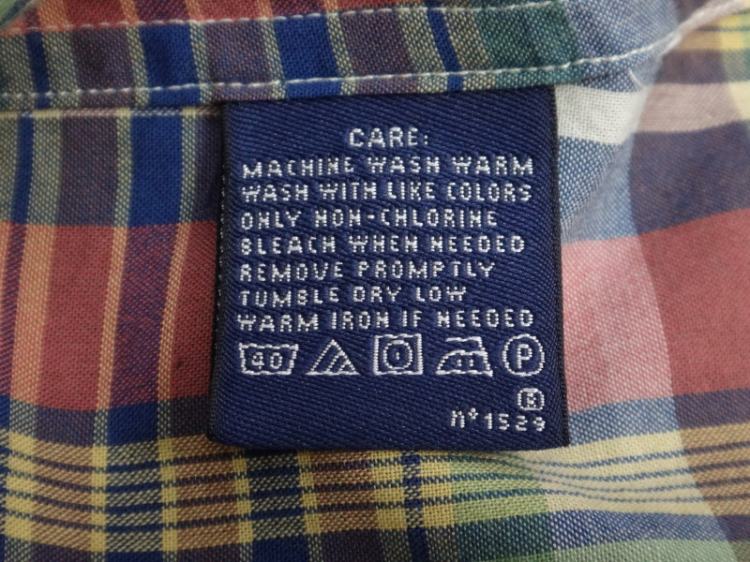 CARE:
MACHINE WASH WARM
WASH WITH LIKE COLORS
ONLY NON-CHLORINE
BLEACH WHEN NEEDED
REMOVE PROMPTLY
TUMBLE DRY LOW
WARM IRON IF NEEDED
40 P
nº1529